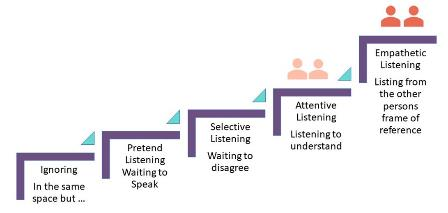 Ignoring
In the same
space but ...
Pretend
Listening
Waiting to
Speak
Selective
Listening
Waiting to
disagree
Attentive
Listening
Listening to
understand
Empathetic
Listening
Listing from
the other
persons
frame of
reference